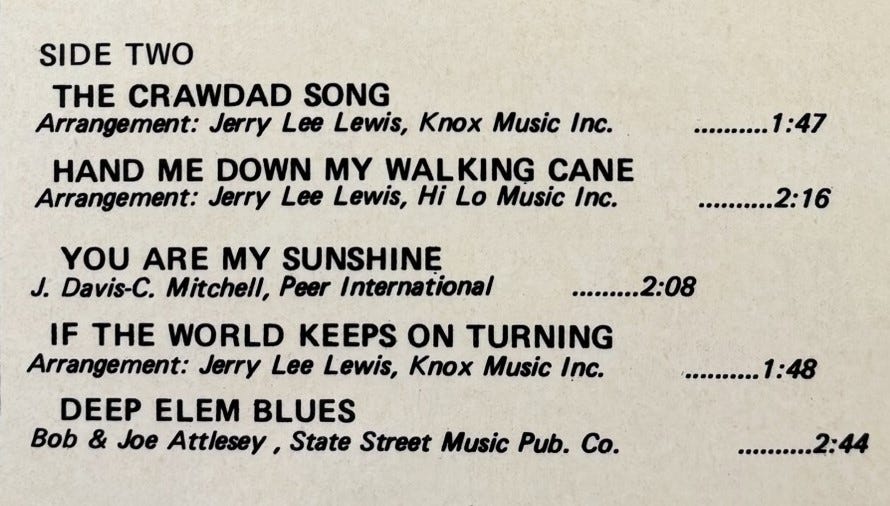 SIDE TWO
THE CRAWDAD SONG
Arrangement: Jerry Lee Lewis, Knox Music Inc. ..........1:47
HAND ME DOWN MY WALKING CANE
Arrangement: Jerry Lee Lewis, Hi Lo Music Inc. ..........2:16
YOU ARE MY SUNSHINE
J. Davis-C. Mitchell, Peer International .........2:08
IF THE WORLD KEEPS ON TURNING
Arrangement: Jerry Lee Lewis, Knox Music Inc. ..........1:48
DEEP ELEM BLUES
Bob & Joe Attlesey , State Street Music Pub. Co. ..........2:44